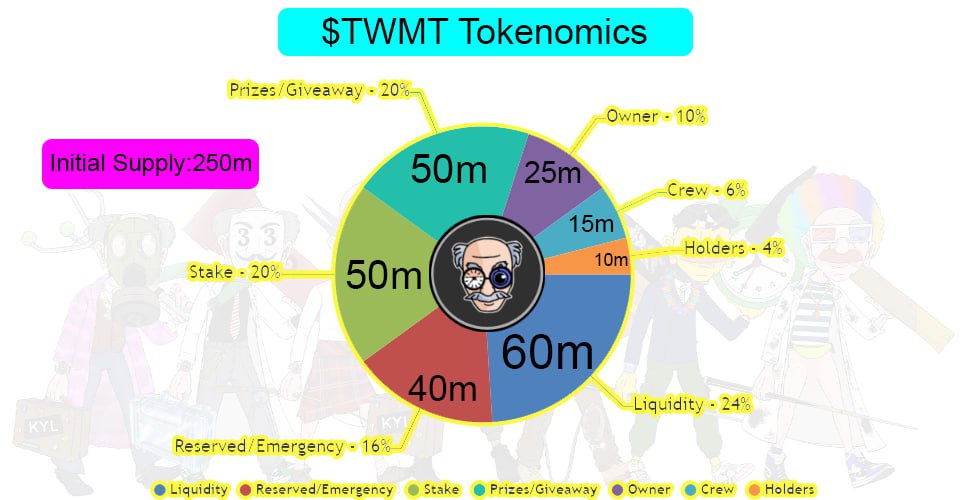 $TWMT Tokenomics
Prizes/Giveaway - 20%
Owner - 10%
Initial Supply:250m
50m
25m
Crew - 6%
15m
Holders - 4%
10m
Stake - 20%
50m
3 3
60m
40m
Liquidity - 24%
KYL
KYL
Reserved/Emergency - 16%
Liquidity
Reserved/Emergency
Stake
Prizes/Giveaway
Owner
Crew
Holders